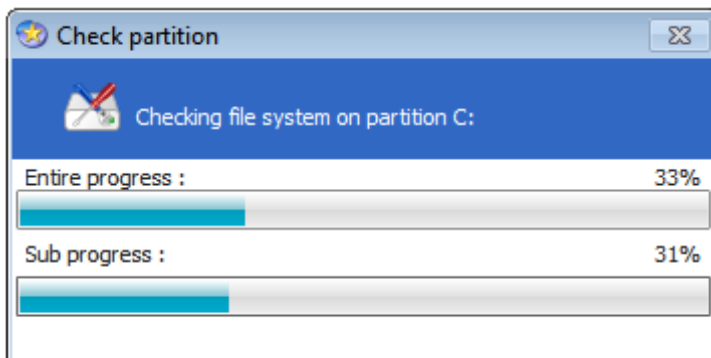 Check partition
Checking file system on partition C:
Entire progress : 33%
Sub progress : 31%